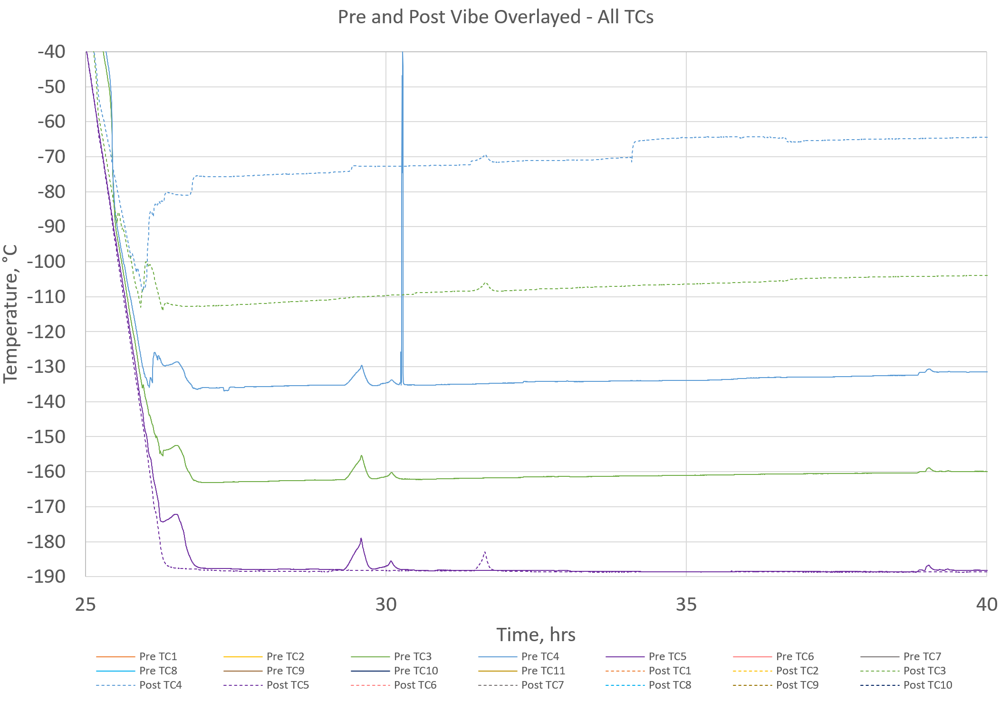 Pre and Post Vibe Overlayed - All TCs
-40
-50
-60
-70
-80
-90
-100
-110
-120
-130
-140
-150
-160
-170
-180
-190
Temperature, °C
25 30 35 40
Time, hrs
Pre TC1 Pre TC2 Pre TC3 Pre TC4 Pre TC5 Pre TC6 Pre TC7
Pre TC8 Pre TC9 Pre TC10 Pre TC11 Post TC1 Post TC2 Post TC3
Post TC4 Post TC5 Post TC6 Post TC7 Post TC8 Post TC9 Post TC10